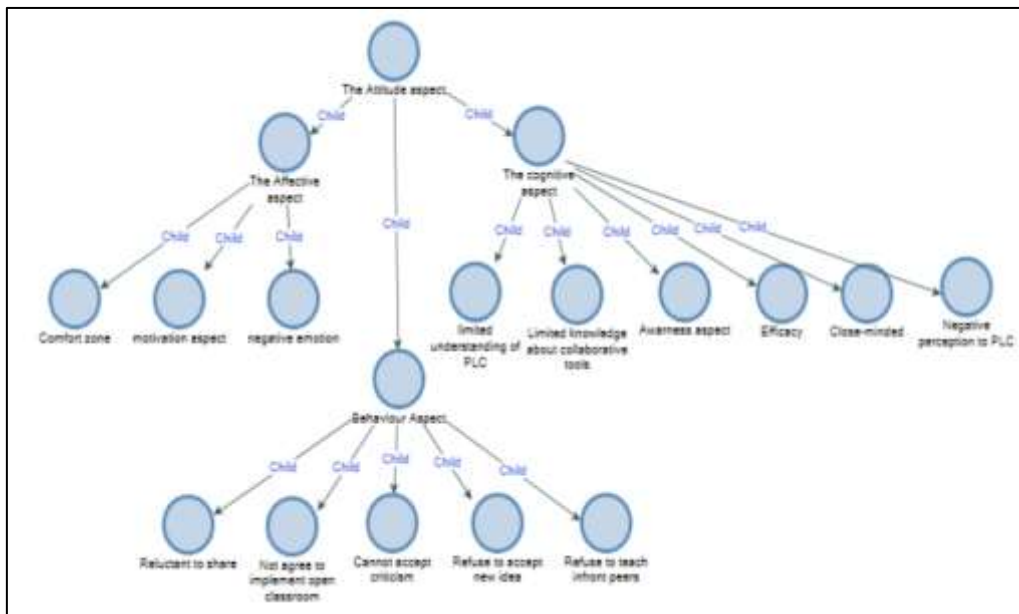 The Attitude aspect
Child
Child
The Affective
aspect
The cognitive
aspect
Child
Child
Child
Child
Child
Child
Child
Child
Child
Child
Comfort zone
motivation aspect
negative emotion
limited
understanding of
PLC
Limited knowledge
about collaborative
tools
Awarness aspect
Efficacy
Close-minded
Negative
perception to PLC
Behaviour Aspect
Child
Child
Child
Child
Child
Reluctant to share
Not agree to
implement open
classroom
Cannot accept
criticism
Refuse to accept
new idea
Refuse to teach
infront peers